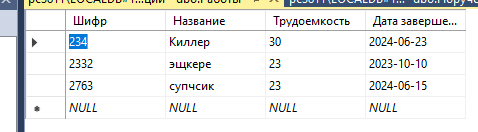 Шифр Название Трудоемкость Дата заверше...
234 Киллер 30 2024-06-23
2332 эщкере 23 2023-10-10
2763 супчсик 23 2024-06-15
NULL NULL NULL NULL